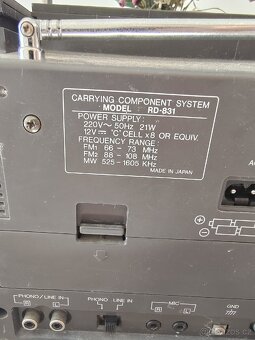 CARRYING COMPONENT SYSTEM
MODEL: RD-831
POWER SUPPLY:
220V～ 50Hz 21W
12V⎓ "C" CELL x 8 OR EQUIV.
FREQUENCY RANGE:
FM1 66 - 73 MHz
FM2 88 - 108 MHz
MW 525-1605 KHz
MADE IN JAPAN
PHONO/LINE IN
PHONO LINE IN
MIC
GND
R L
R L